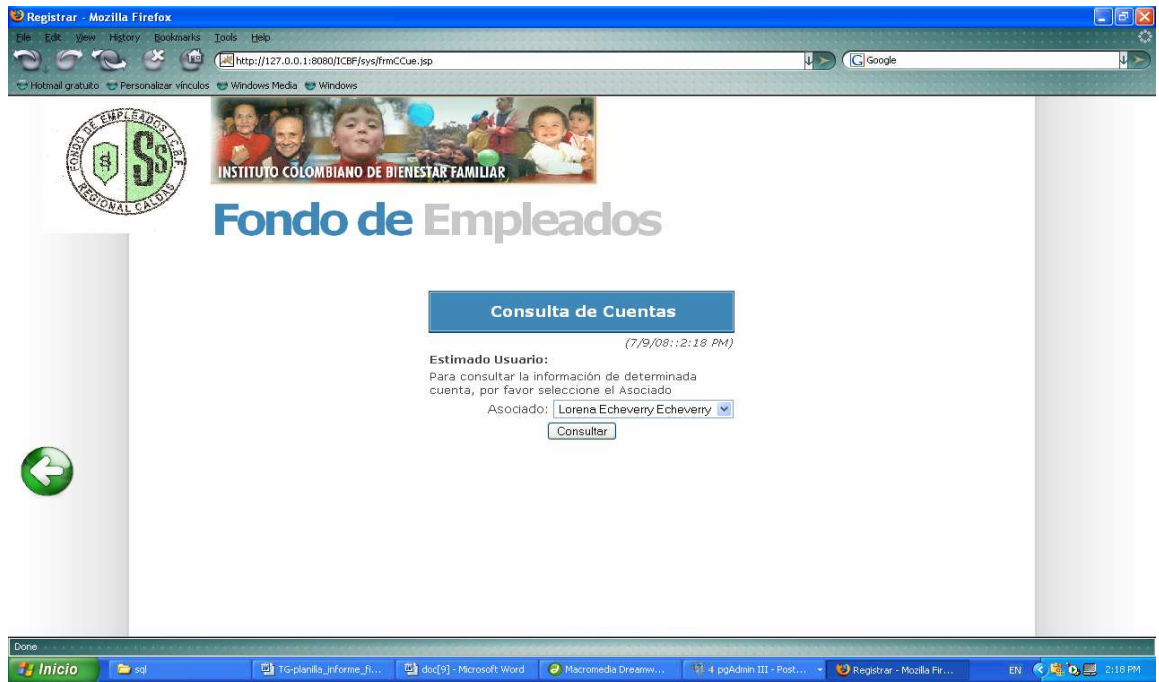 Registrar - Mozilla Firefox
File Edit View History Bookmarks Tools Help
http://127.0.0.1:8080/ICBF/sys/frmCCue.jsp
Google
Hotmail gratuito Personalizar vínculos Windows Media Windows
FONDO DE EMPLEADOS I.C.B.F.
REGIONAL CALDAS
INSTITUTO COLOMBIANO DE BIENESTAR FAMILIAR
Fondo de Empleados
Consulta de Cuentas
(7/9/08::2:18 PM)
Estimado Usuario:
Para consultar la información de determinada
cuenta, por favor seleccione el Asociado
Asociado: Lorena Echeverry Echeverry
Consultar
Done
Inicio sql TG-planilla_informe_fi... doc[9] - Microsoft Word Macromedia Dreamw... 4 pgAdmin III - Post... Registrar - Mozilla Fir... EN 2:18 PM